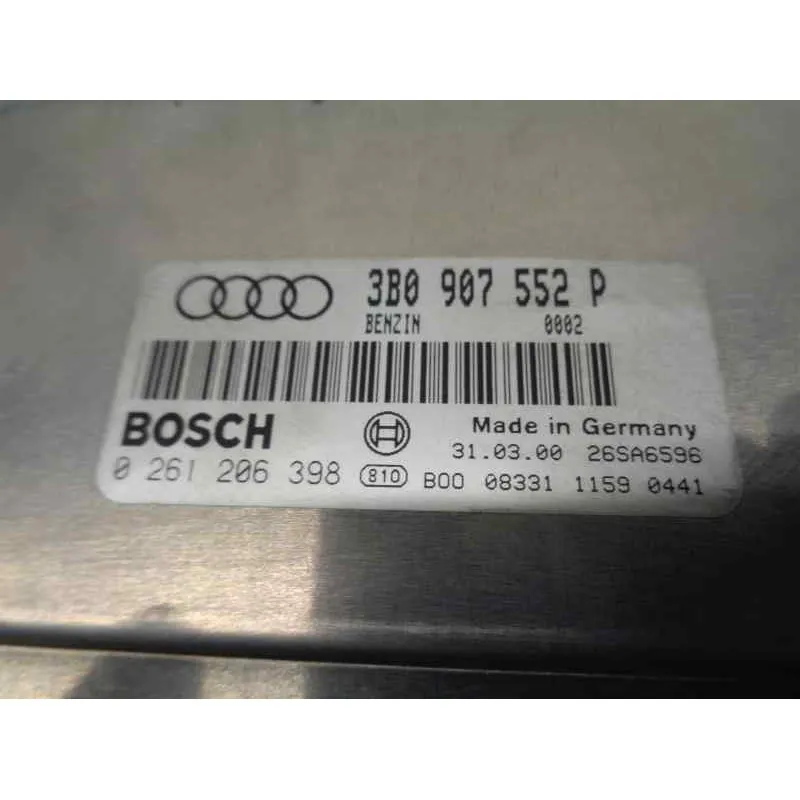 3B0 907 552 P
BENZIN 0002
BOSCH
Made in Germany
31.03.00 26SA6596
0 261 206 398 810 B00 08331 1159 0441